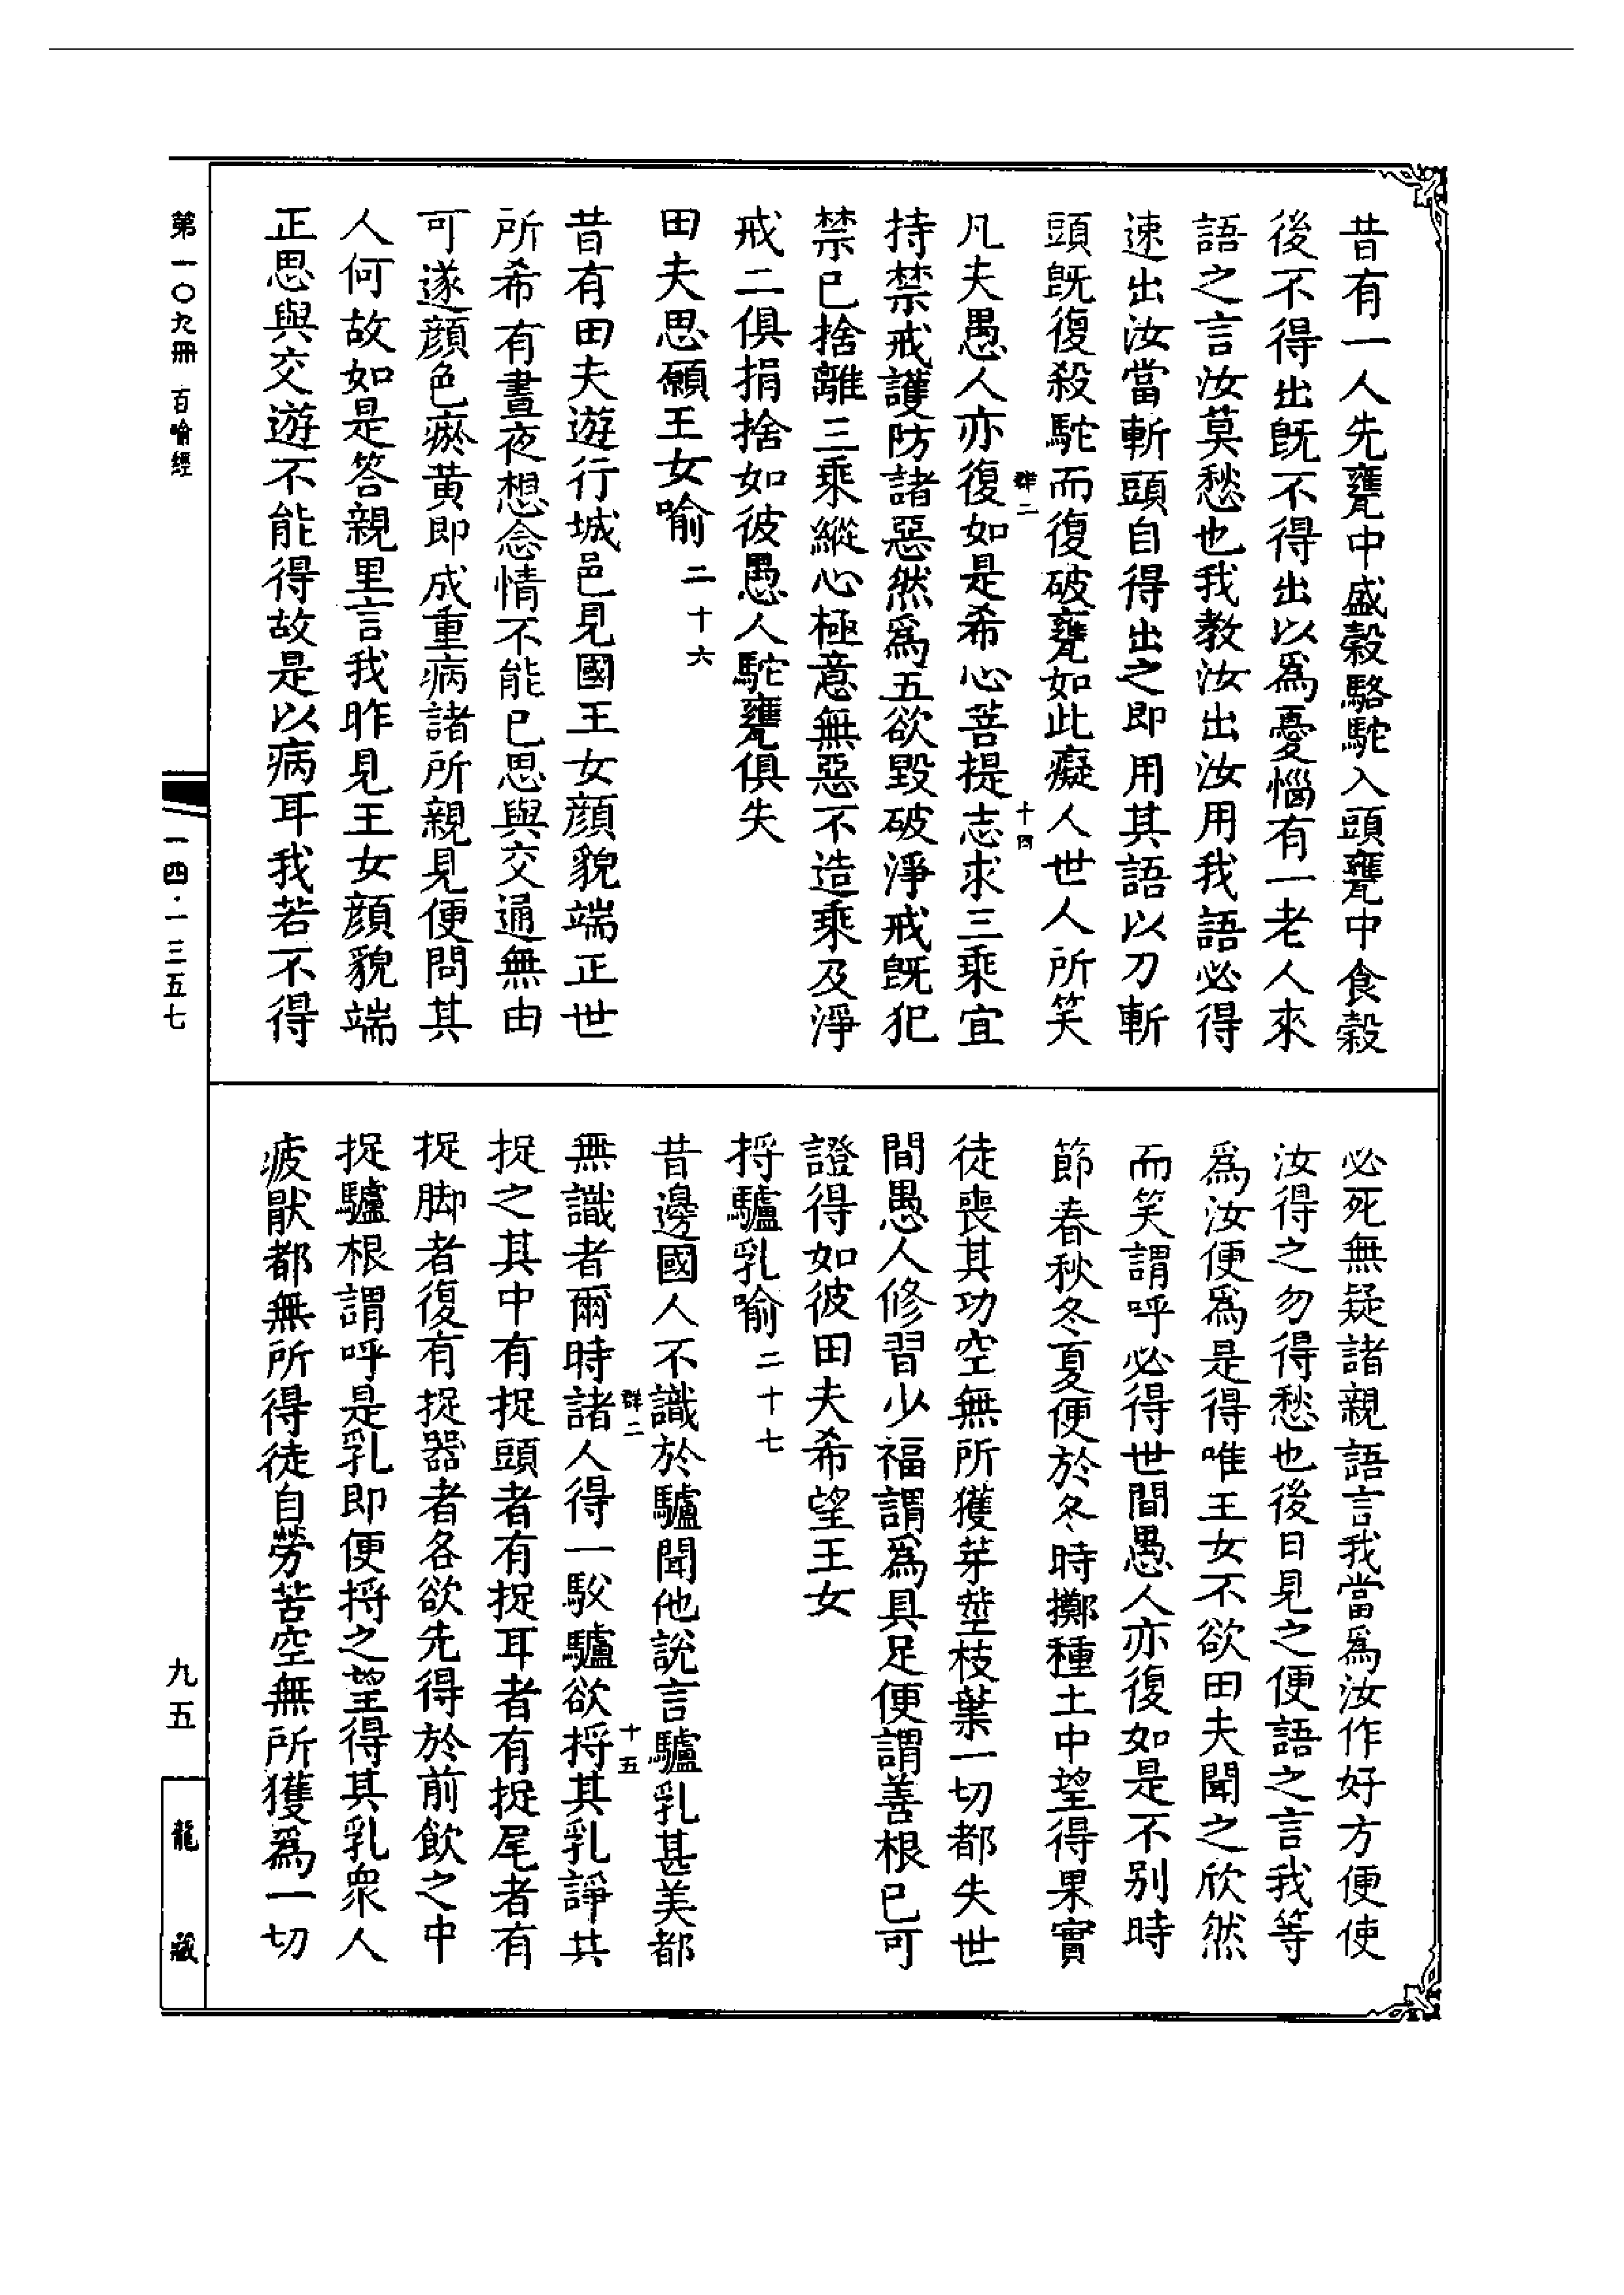 昔有一人先甕中盛穀駱駝入頭甕中食穀
後不得出旣不得出以爲憂惱有一老人來
語之言汝莫愁也我教汝出汝用我語必得
速出汝當斬頭自得出之即用其語以刀斬
頭旣復殺駝而復破甕如此癡人世人所笑
群二
十四
凡夫愚人亦復如是希心菩提志求三乘宜
持禁戒護防諸惡然爲五欲毀破淨戒旣犯
禁已捨離三乘縱心極意無惡不造乘及淨
戒二俱捐捨如彼愚人駝甕俱失
田夫思願王女喻二十六
昔有田夫遊行城邑見國王女顔貌端正世
所希有晝夜想念情不能已思與交通無由
可遂顔色瘀黄即成重病諸所親見便問其
人何故如是答親里言我昨見王女顔貌端
正思與交遊不能得故是以病耳我若不得
必死無疑諸親語言我當爲汝作好方便使
汝得之勿得愁也後日見之便語之言我等
爲汝便爲是得唯王女不欲田夫聞之欣然
而笑謂呼必得世間愚人亦復如是不别時
節春秋冬夏便於冬時擲種土中望得果實
徒喪其功空無所獲芽莖枝葉一切都失世
間愚人修習少福謂爲具足便謂善根已可
證得如彼田夫希望王女
捋驢乳喻二十七
昔邊國人不識於驢聞他説言驢乳甚美都
群二
十五
無識者爾時諸人得一駮驢欲捋其乳諍共
捉之其中有捉頭者有捉耳者有捉尾者有
捉脚者復有捉器者各欲先得於前飲之中
捉驢根謂呼是乳即便捋之望得其乳衆人
疲猒都無所得徒自勞苦空無所獲爲一切
第一〇九冊 百喻經
一四·一三五七
九五
龍藏